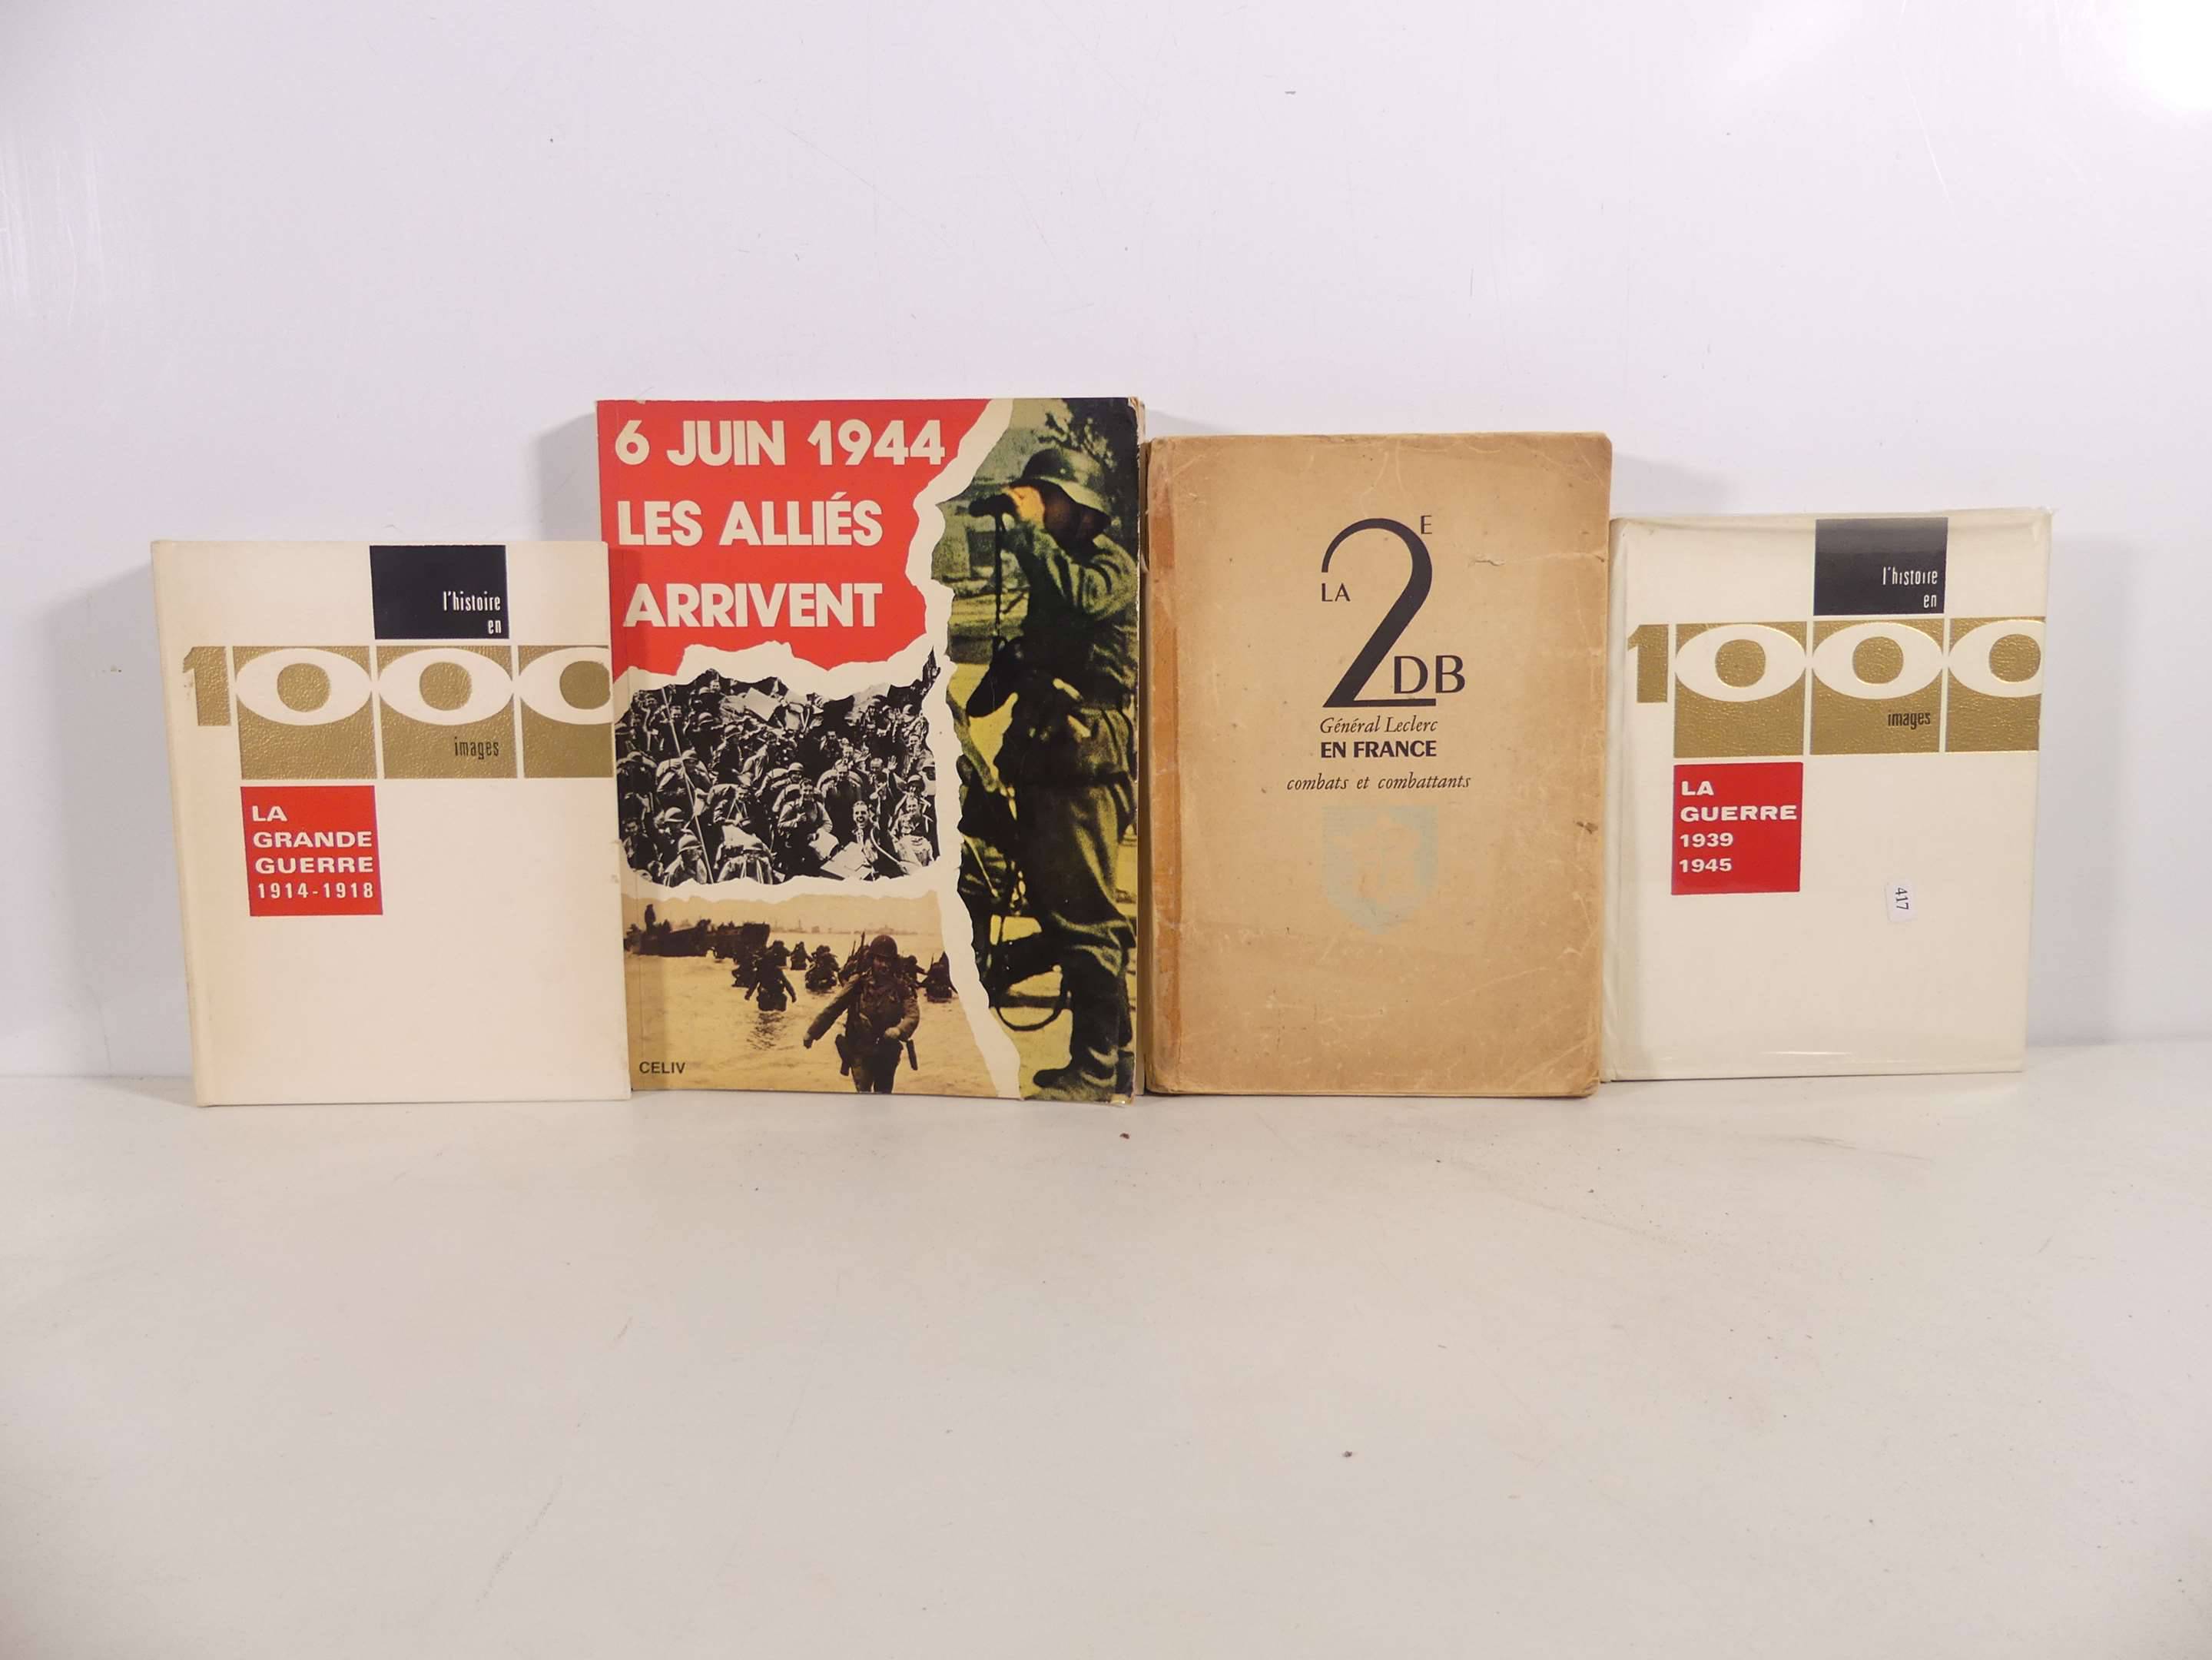 l'histoire
en
1000
images
LA
GRANDE
GUERRE
1914-1918
6 JUIN 1944
LES ALLIÉS
ARRIVENT
CELIV
LA 2E DB
Général Leclerc
EN FRANCE
combats et combattants
l'histoire
en
1000
images
LA
GUERRE
1939
1945
417